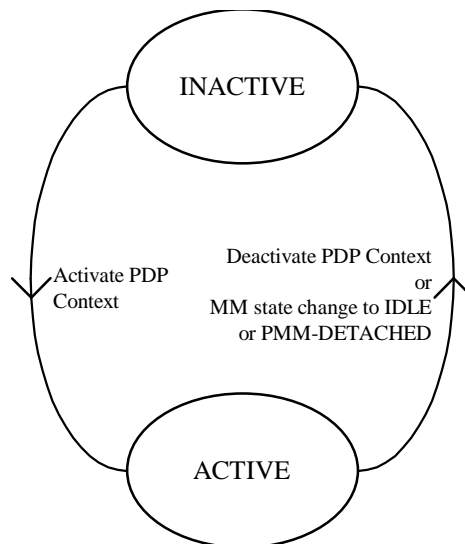 INACTIVE
Activate PDP
Context
Deactivate PDP Context
or
MM state change to IDLE
or PMM-DETACHED
ACTIVE